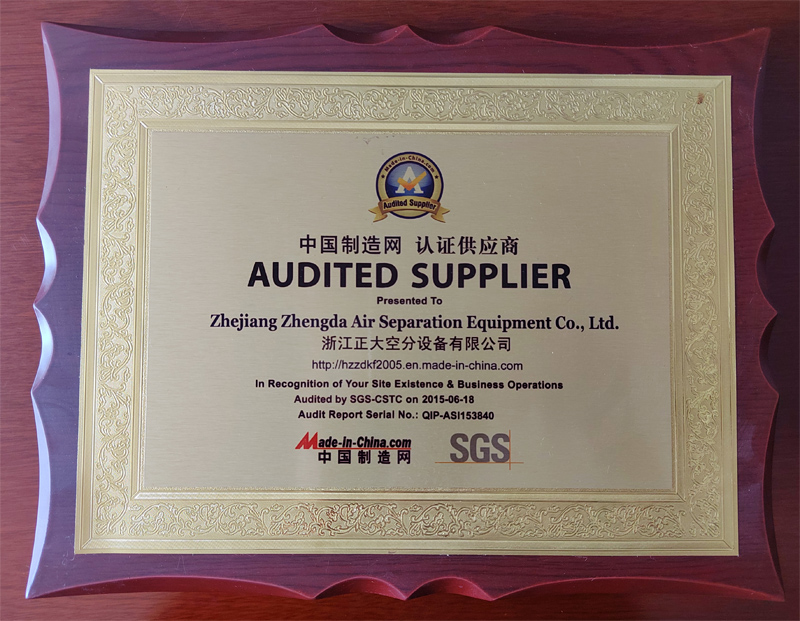 Made-in-China.com
A
Audited Supplier
中国制造网 认证供应商
AUDITED SUPPLIER
Presented To
Zhejiang Zhengda Air Separation Equipment Co., Ltd.
浙江正大空分设备有限公司
http://hzzdkf2005.en.made-in-china.com
In Recognition of Your Site Existence & Business Operations
Audited by SGS-CSTC on 2015-06-18
Audit Report Serial No.: QIP-ASI153840
Made-in-China.com
中国制造网
SGS